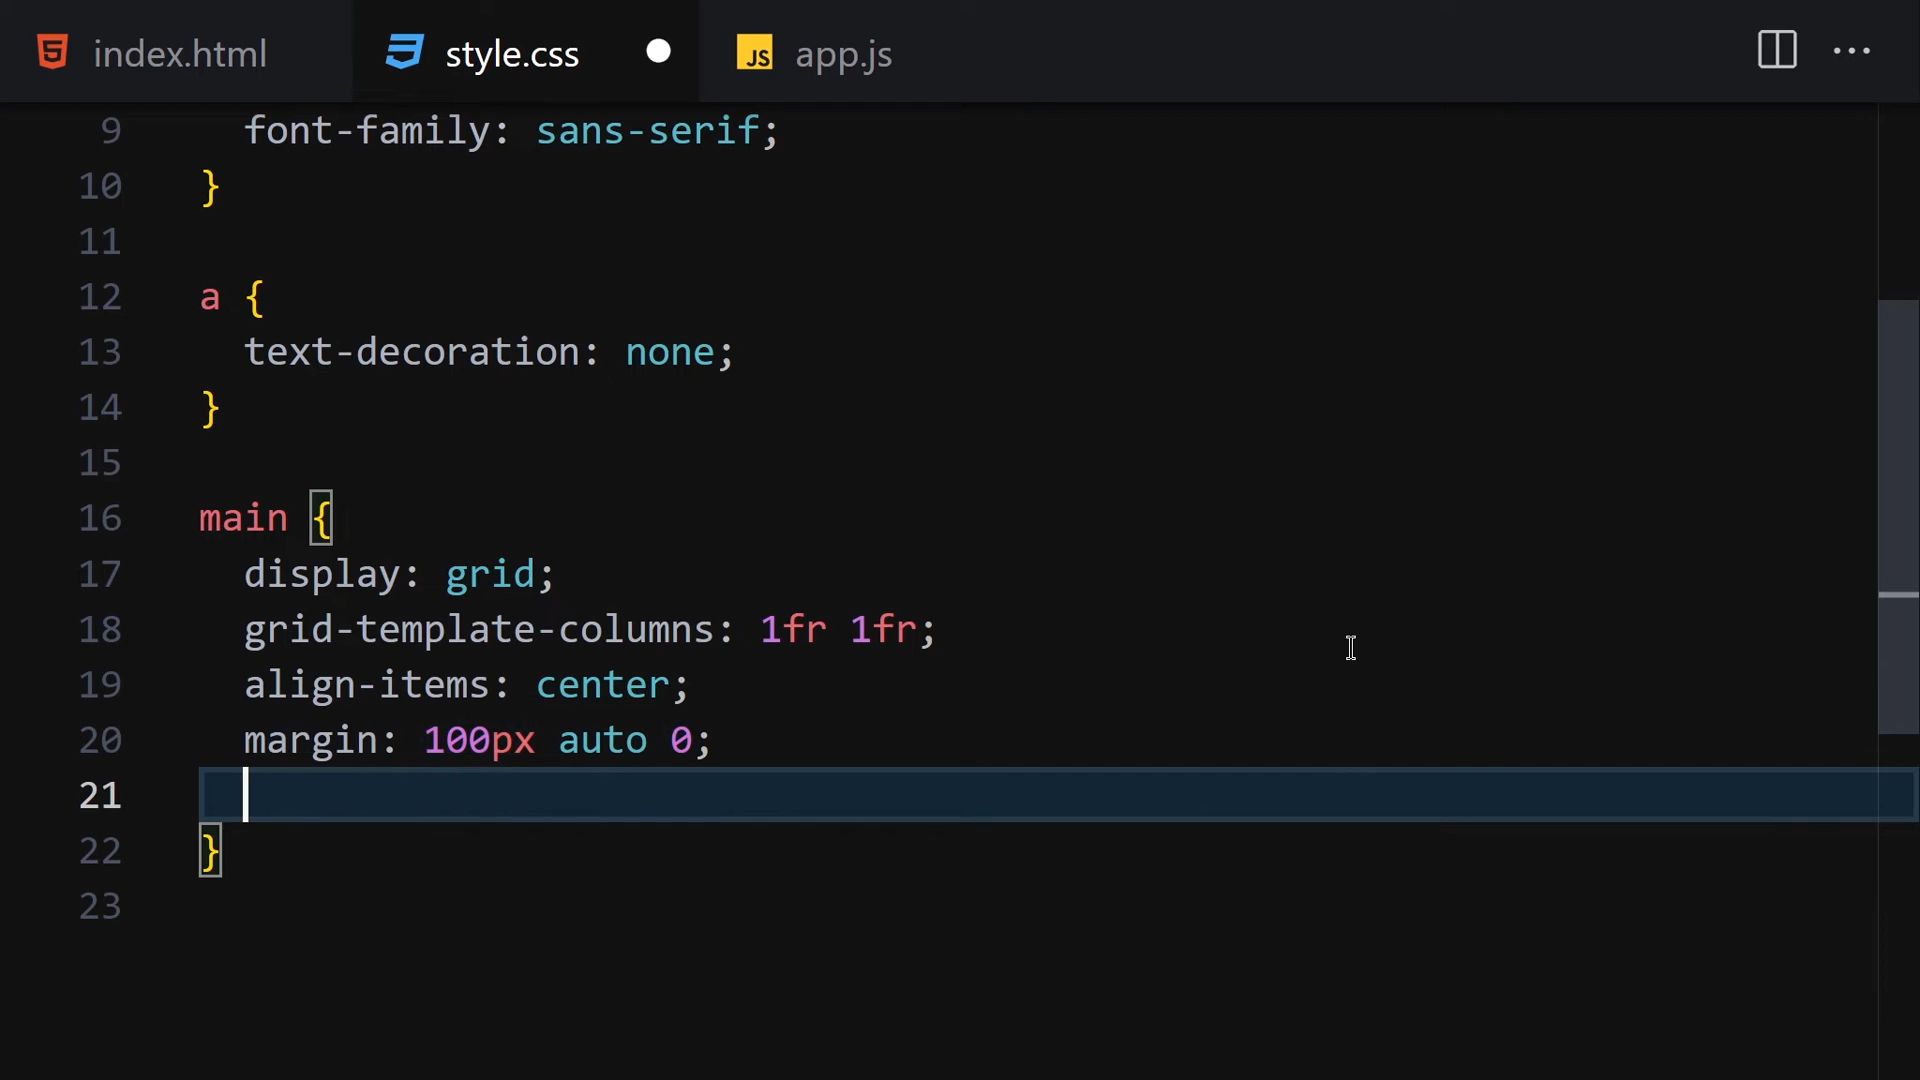 index.html style.css app.js
9 font-family: sans-serif;
10 }
11
12 a {
13 text-decoration: none;
14 }
15
16 main {
17 display: grid;
18 grid-template-columns: 1fr 1fr;
19 align-items: center;
20 margin: 100px auto 0;
21
22 }
23